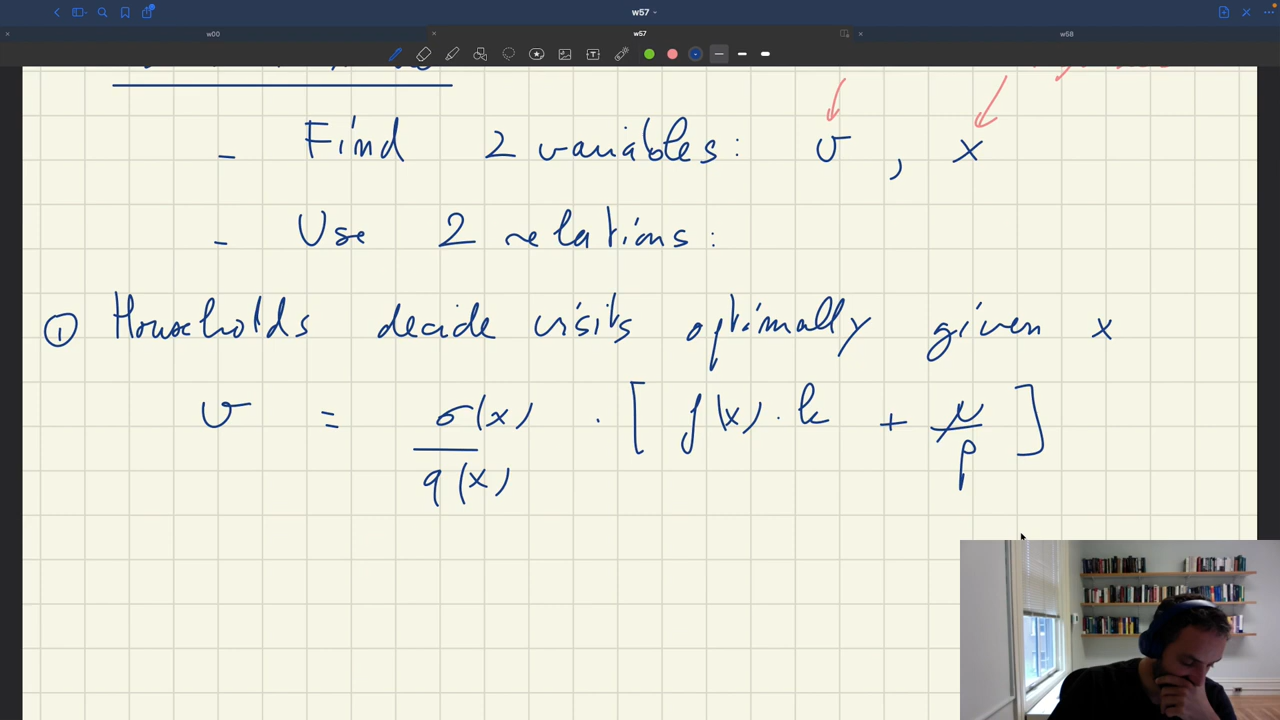 w57
w00
w57
w58
- Find 2 variables: v, x
- Use 2 relations:
① Households decide visits optimally given x
v = σ(x)/q(x) · [f(x) · k + μ/p]